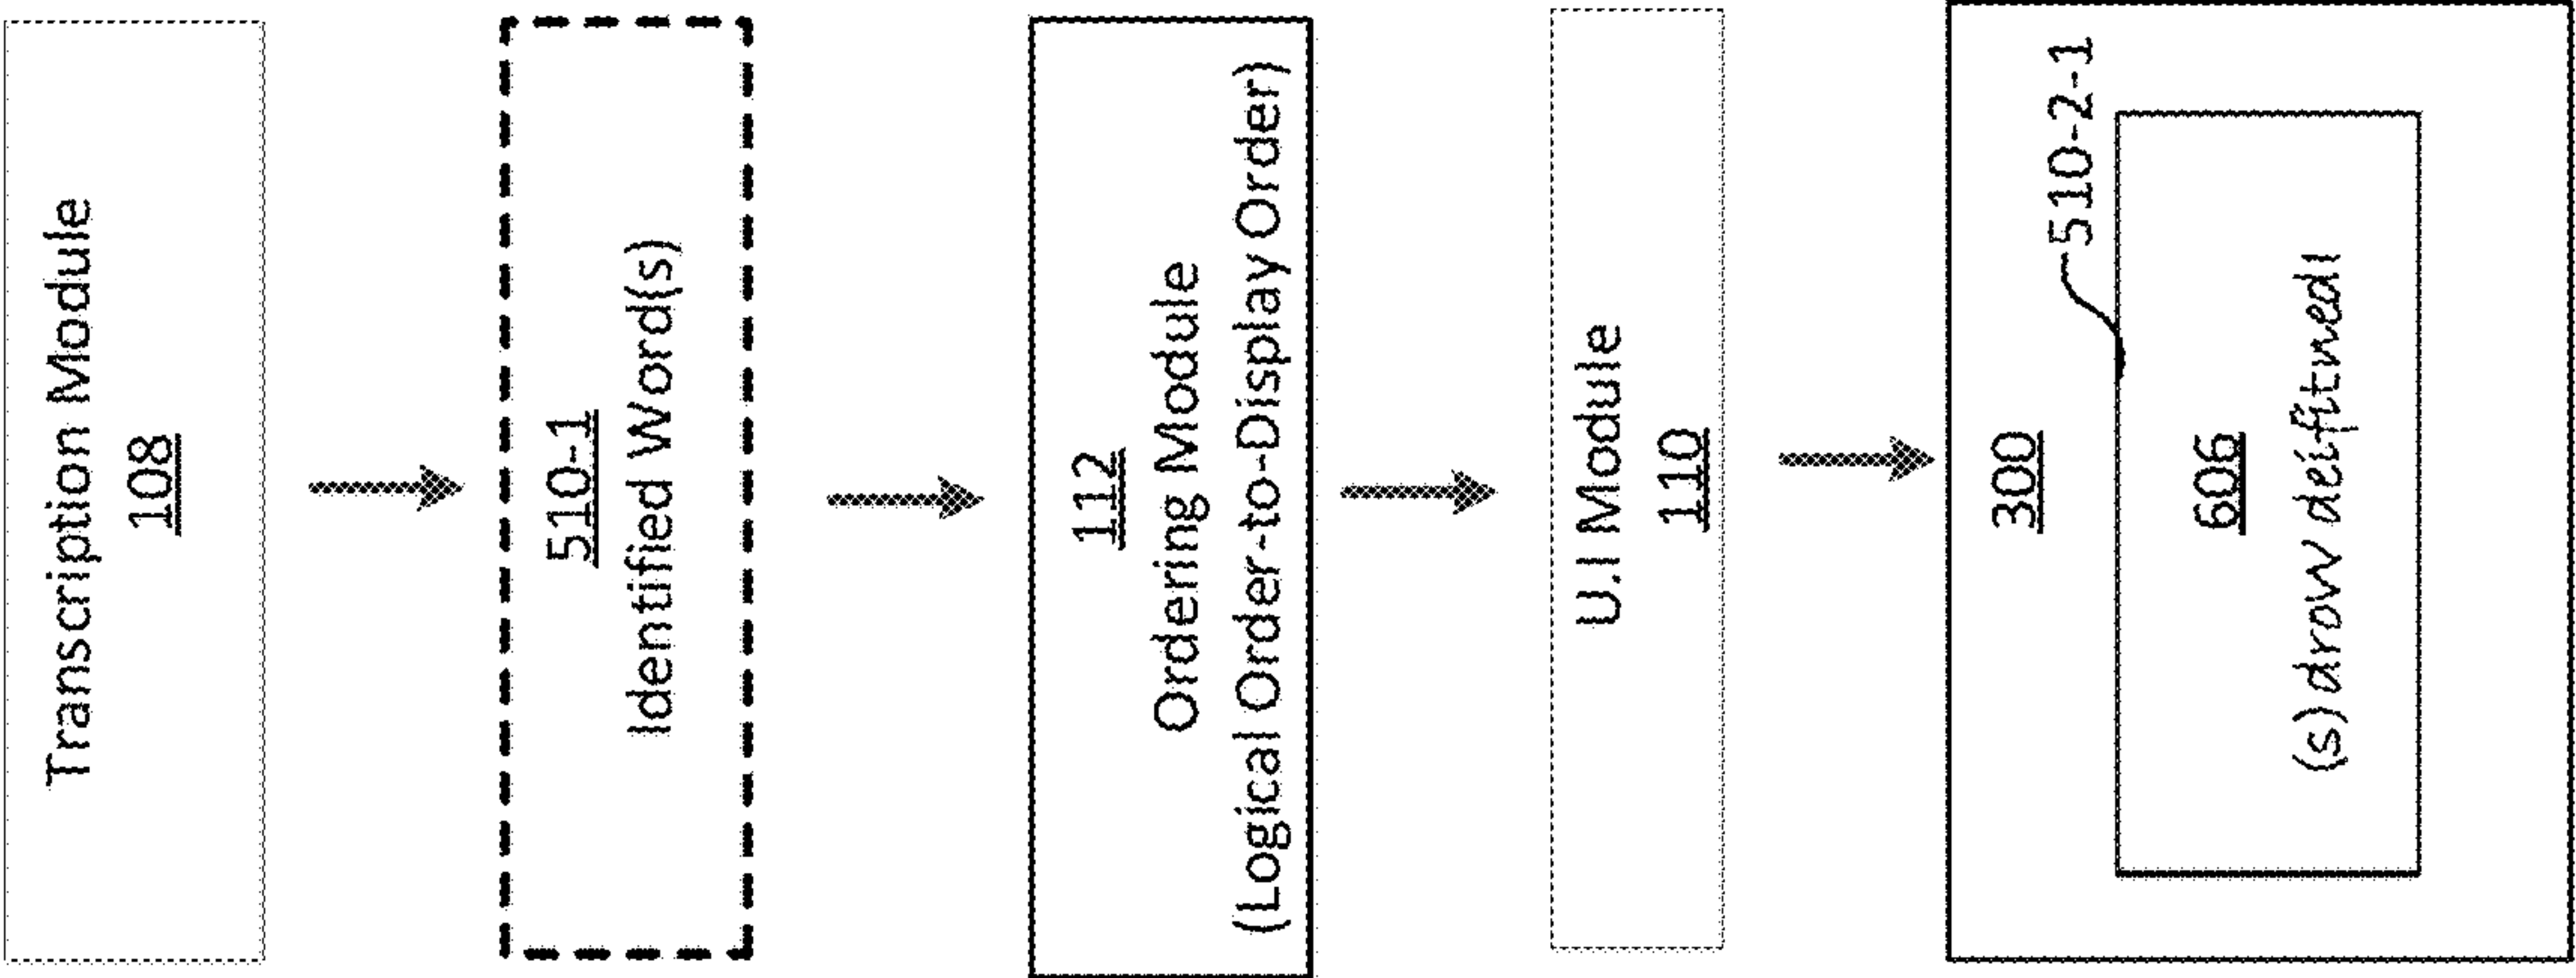 Transcription Module
108
510-1
Identified Word(s)
112
Ordering Module
(Logical Order-to-Display Order)
U.I Module
110
300
510-2-1
606
(s) drow deifitnedI